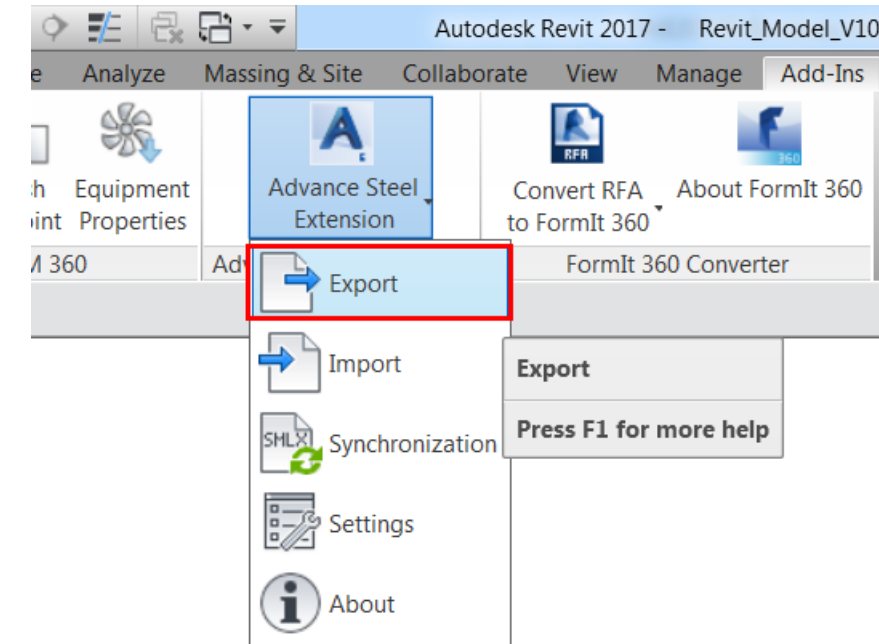 Autodesk Revit 2017 - Revit_Model_V10
e Analyze Massing & Site Collaborate View Manage Add-Ins
RFA
360
Equipment
Properties
Advance Steel
Extension
Convert RFA
to FormIt 360
About FormIt 360
360
FormIt 360 Converter
Export
Import
Export
Press F1 for more help
SMLX
Synchronization
Settings
About